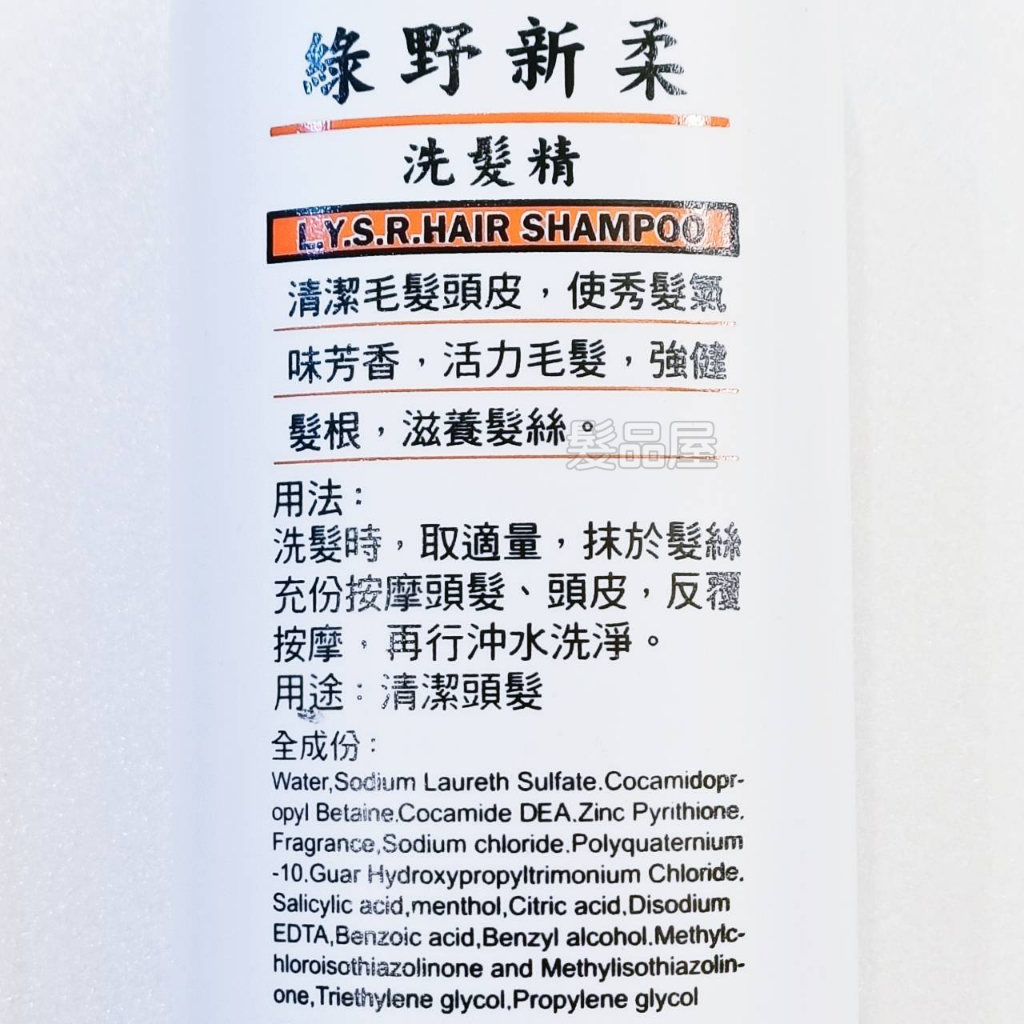 綠野新柔
洗髮精
L.Y.S.R.HAIR SHAMPOO
清潔毛髮頭皮，使秀髮氣
味芳香，活力毛髮，強健
髮根，滋養髮絲。
髮品屋
用法：
洗髮時，取適量，抹於髮絲
充份按摩頭髮、頭皮，反覆
按摩，再行沖水洗淨。
用途：清潔頭髮
全成份：
Water,Sodium Laureth Sulfate.Cocamidopr-
opyl Betaine.Cocamide DEA.Zinc Pyrithione.
Fragrance,Sodium chloride.Polyquaternium
-10.Guar Hydroxypropyltrimonium Chloride.
Salicylic acid,menthol,Citric acid,Disodium
EDTA,Benzoic acid,Benzyl alcohol.Methylc-
hloroisothiazolinone and Methylisothiazolin-
one,Triethylene glycol,Propylene glycol